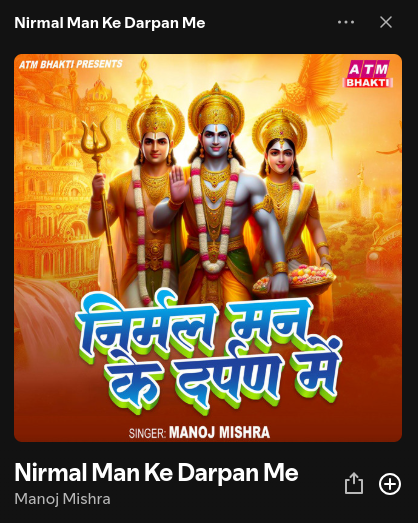 Nirmal Man Ke Darpan Me
ATM BHAKTI PRESENTS
ATM
BHAKTI
निर्मल मन
के दर्पण में
SINGER: MANOJ MISHRA
Nirmal Man Ke Darpan Me
Manoj Mishra